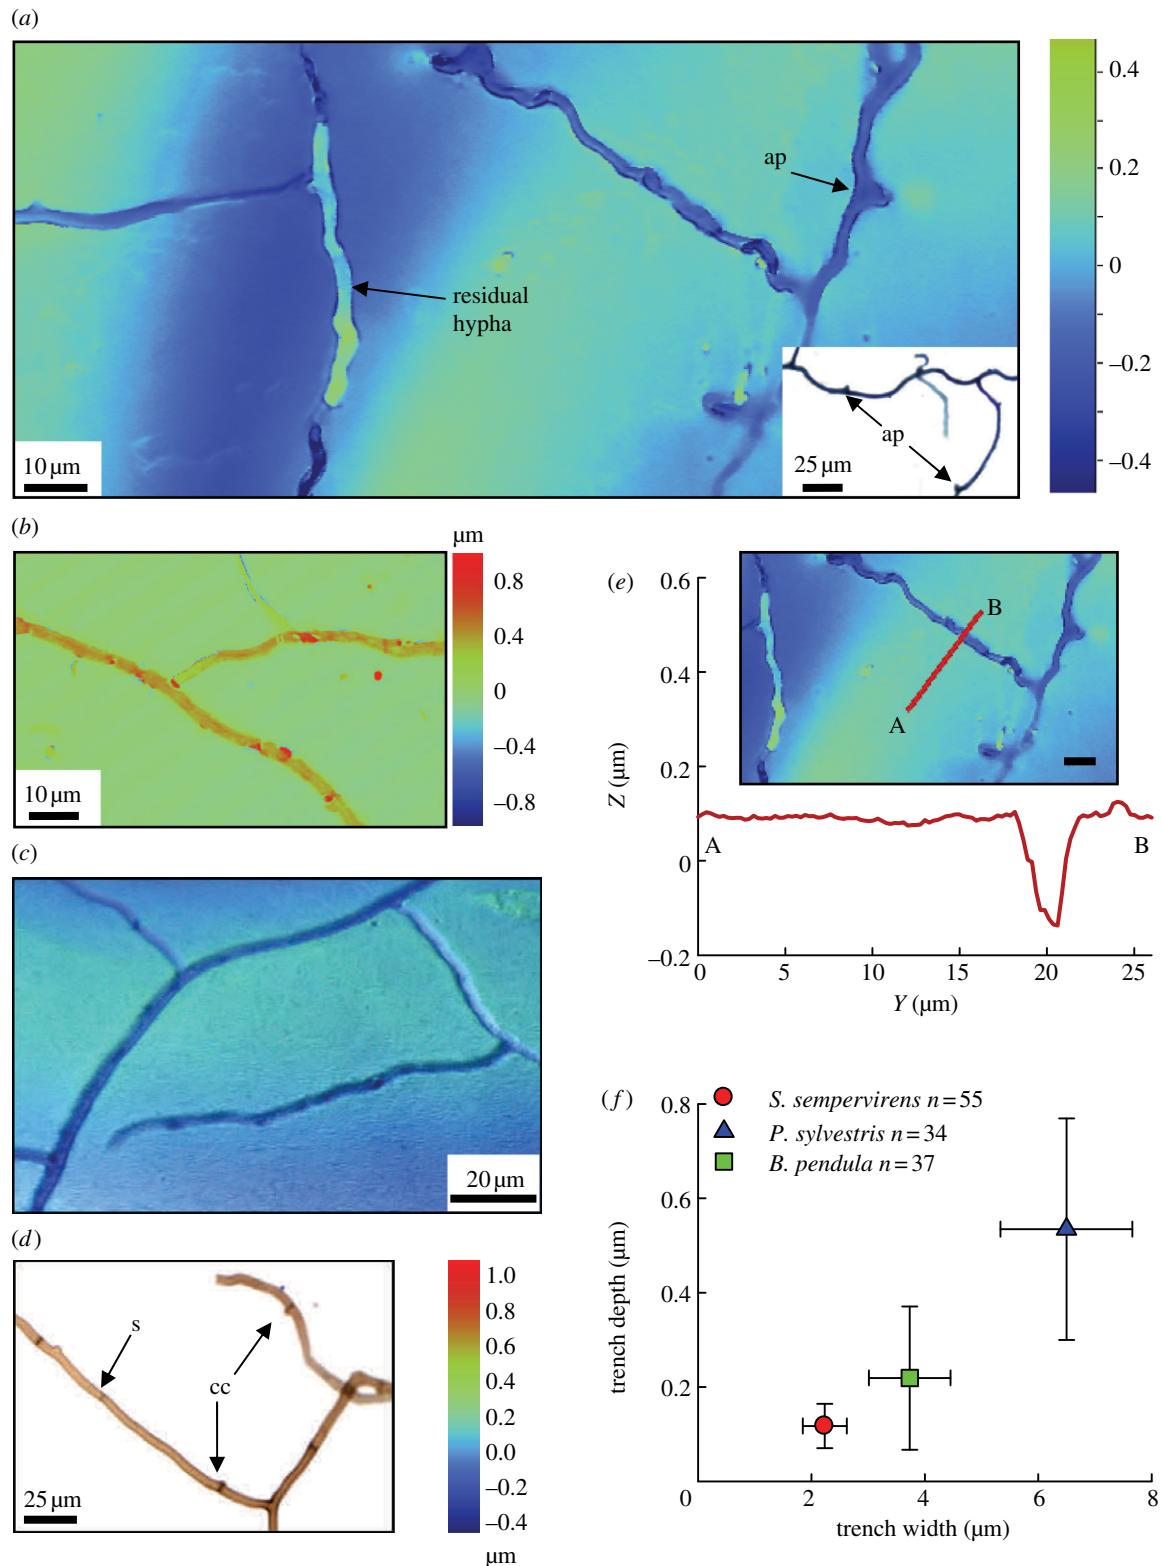 (a)
ap
residual
hypha
10 µm
ap
25 µm
0.4
0.2
0
–0.2
–0.4
(b)
µm
10 µm
0.8
0.4
0
–0.4
–0.8
(c)
20 µm
(d)
s
cc
25 µm
1.0
0.8
0.6
0.4
0.2
0.0
–0.2
–0.4
µm
(e)
0.6
0.4
0.2
0
–0.2
Z (µm)
B
A
A
B
0 5 10 15 20 25
Y (µm)
(f)
S. sempervirens n = 55
P. sylvestris n = 34
B. pendula n = 37
0.8
0.6
0.4
0.2
trench depth (µm)
0 2 4 6 8
trench width (µm)